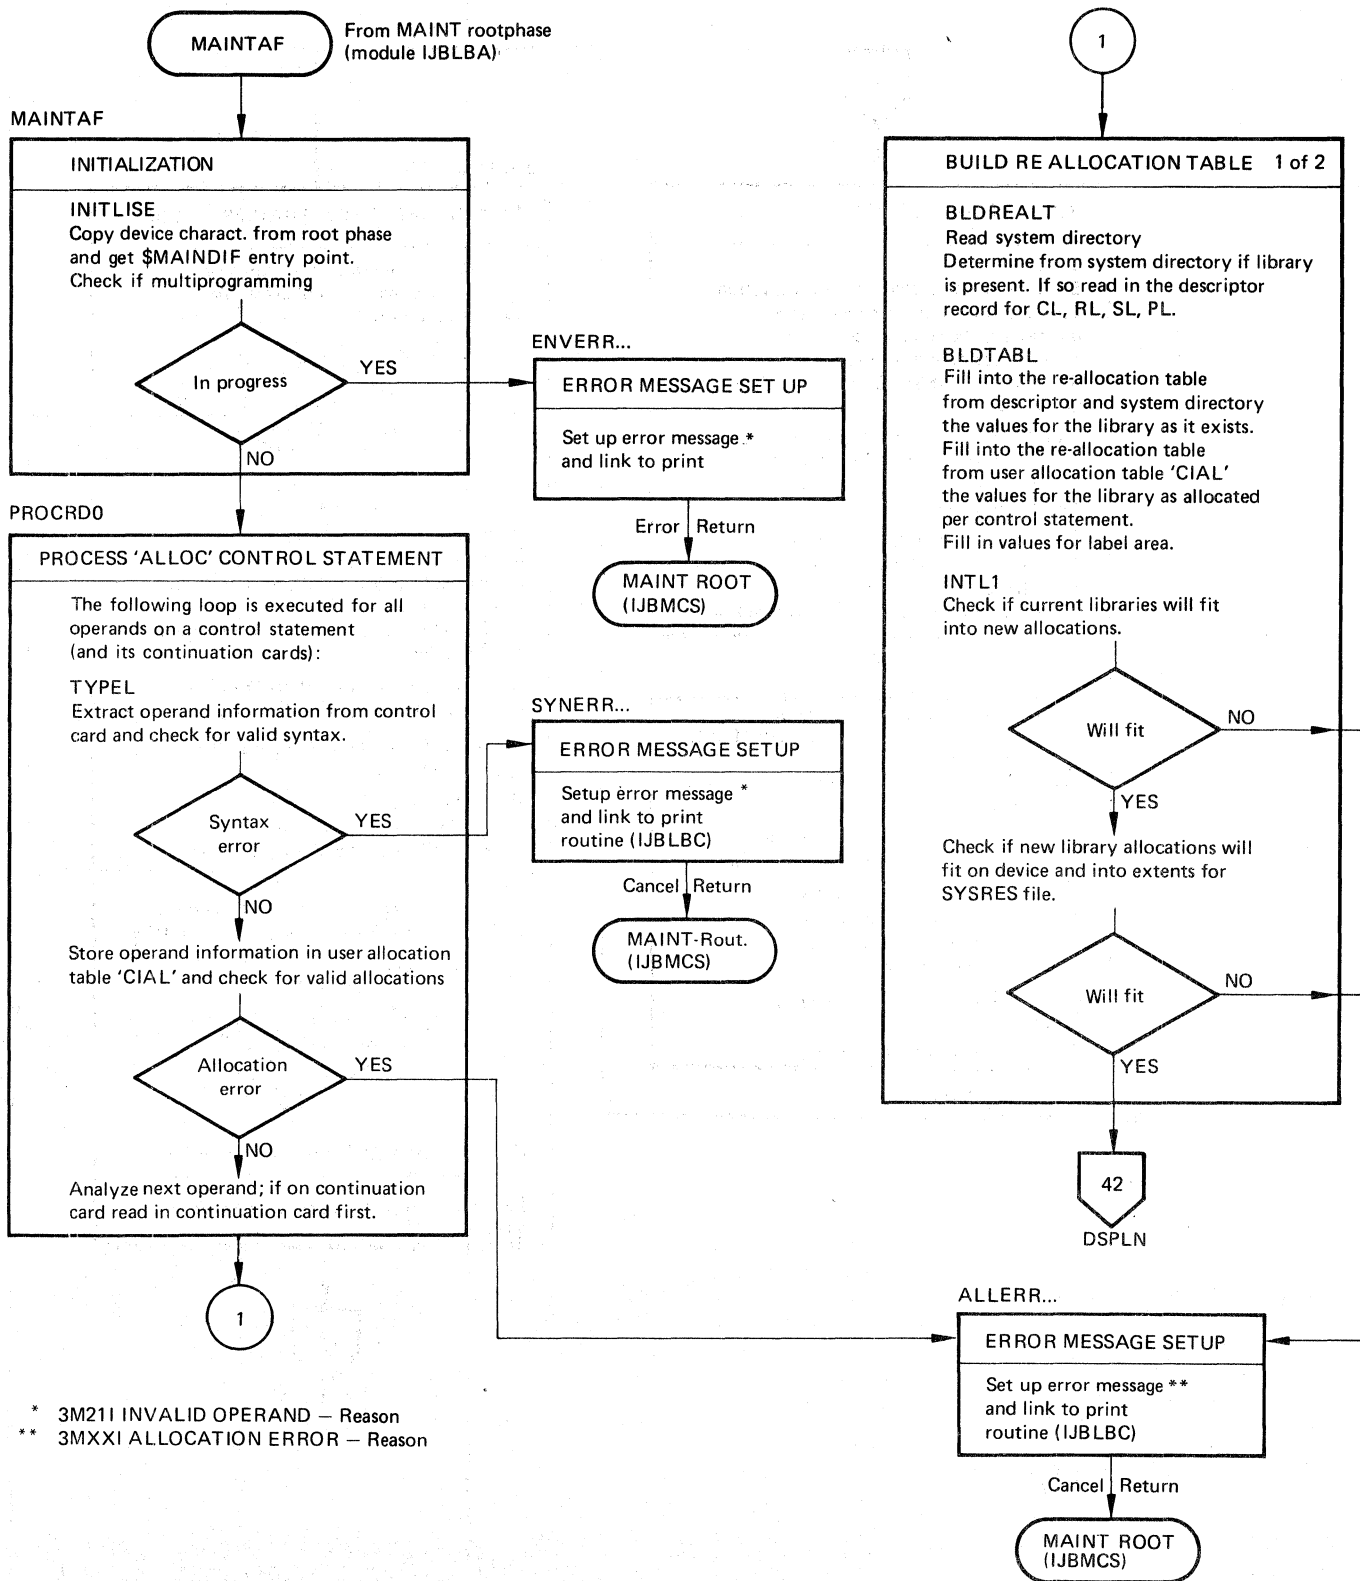 MAINTAF
From MAINT rootphase
(module IJBLBA)
MAINTAF
INITIALIZATION
INITLISE
Copy device charact. from root phase
and get $MAINDIF entry point.
Check if multiprogramming
In progress
YES
NO
ENVERR...
ERROR MESSAGE SET UP
Set up error message *
and link to print
Error Return
MAINT ROOT
(IJBMCS)
PROCRD0
PROCESS 'ALLOC' CONTROL STATEMENT
The following loop is executed for all
operands on a control statement
(and its continuation cards):
TYPEL
Extract operand information from control
card and check for valid syntax.
Syntax
error
YES
NO
SYNERR...
ERROR MESSAGE SETUP
Setup error message *
and link to print
routine (IJBLBC)
Cancel Return
MAINT-Rout.
(IJBMCS)
Store operand information in user allocation
table 'CIAL' and check for valid allocations
Allocation
error
YES
NO
Analyze next operand; if on continuation
card read in continuation card first.
1
1
BUILD RE ALLOCATION TABLE 1 of 2
BLDREALT
Read system directory
Determine from system directory if library
is present. If so read in the descriptor
record for CL, RL, SL, PL.
BLDTABL
Fill into the re-allocation table
from descriptor and system directory
the values for the library as it exists.
Fill into the re-allocation table
from user allocation table 'CIAL'
the values for the library as allocated
per control statement.
Fill in values for label area.
INTL1
Check if current libraries will fit
into new allocations.
Will fit
NO
YES
Check if new library allocations will
fit on device and into extents for
SYSRES file.
Will fit
NO
YES
42
DSPLN
ALLERR...
ERROR MESSAGE SETUP
Set up error message **
and link to print
routine (IJBLBC)
Cancel Return
MAINT ROOT
(IJBMCS)
* 3M21I INVALID OPERAND – Reason
** 3MXXI ALLOCATION ERROR – Reason